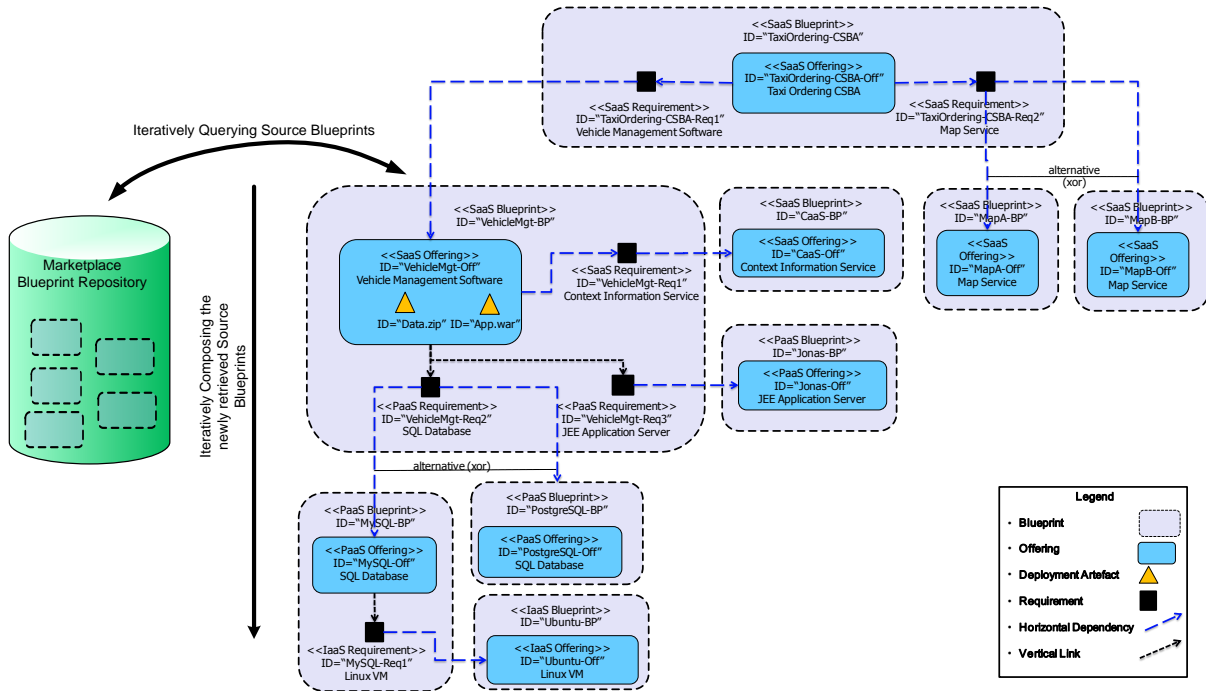 <<SaaS Blueprint>>
ID="TaxiOrdering-CSBA"
<<SaaS Offering>>
ID="TaxiOrdering-CSBA-Off"
Taxi Ordering CSBA
<<SaaS Requirement>>
ID="TaxiOrdering-CSBA-Req1"
Vehicle Management Software
<<SaaS Requirement>>
ID="TaxiOrdering-CSBA-Req2"
Map Service
Iteratively Querying Source Blueprints
alternative
(xor)
Marketplace
Blueprint Repository
Iteratively Composing the
newly retrieved Source
Blueprints
<<SaaS Blueprint>>
ID="VehicleMgt-BP"
<<SaaS Offering>>
ID="VehicleMgt-Off"
Vehicle Management Software
ID="Data.zip"
ID="App.war"
<<SaaS Requirement>>
ID="VehicleMgt-Req1"
Context Information Service
<<SaaS Blueprint>>
ID="CaaS-BP"
<<SaaS Offering>>
ID="CaaS-Off"
Context Information Service
<<SaaS Blueprint>>
ID="MapA-BP"
<<SaaS
Offering>>
ID="MapA-Off"
Map Service
<<SaaS Blueprint>>
ID="MapB-BP"
<<SaaS
Offering>>
ID="MapB-Off"
Map Service
<<PaaS Blueprint>>
ID="Jonas-BP"
<<PaaS Offering>>
ID="Jonas-Off"
JEE Application Server
<<PaaS Requirement>>
ID="VehicleMgt-Req2"
SQL Database
<<PaaS Requirement>>
ID="VehicleMgt-Req3"
JEE Application Server
alternative (xor)
<<PaaS Blueprint>>
ID="MySQL-BP"
<<PaaS Offering>>
ID="MySQL-Off"
SQL Database
<<IaaS Requirement>>
ID="MySQL-Req1"
Linux VM
<<PaaS Blueprint>>
ID="PostgreSQL-BP"
<<PaaS Offering>>
ID="PostgreSQL-Off"
SQL Database
<<IaaS Blueprint>>
ID="Ubuntu-BP"
<<IaaS Offering>>
ID="Ubuntu-Off"
Linux VM
Legend
· Blueprint
· Offering
· Deployment Artefact
· Requirement
· Horizontal Dependency
· Vertical Link